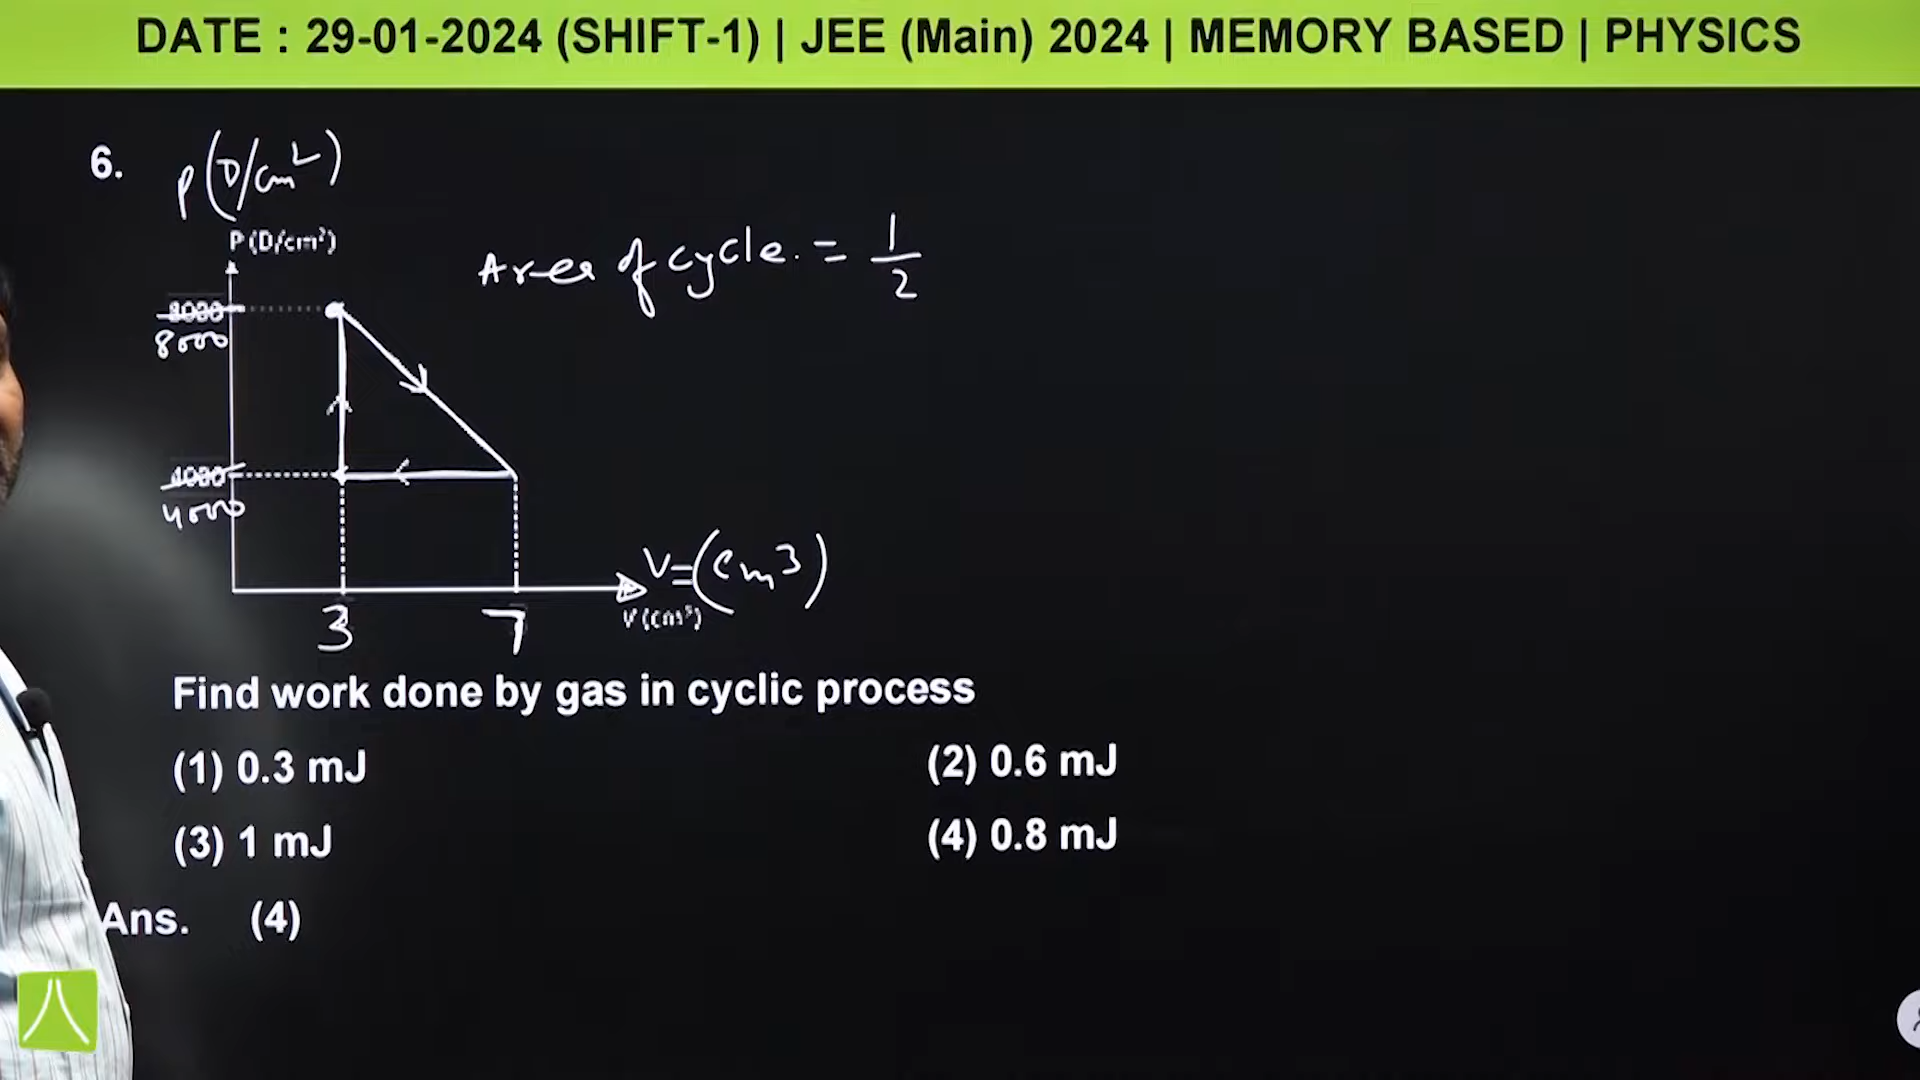 DATE : 29-01-2024 (SHIFT-1) | JEE (Main) 2024 | MEMORY BASED | PHYSICS
6.
P(D/cm²)
P(D/cm²)
Area of cycle. = 1/2
8000
4000
V=(cm3)
V(cm³)
3
7
Find work done by gas in cyclic process
(1) 0.3 mJ
(2) 0.6 mJ
(3) 1 mJ
(4) 0.8 mJ
Ans. (4)